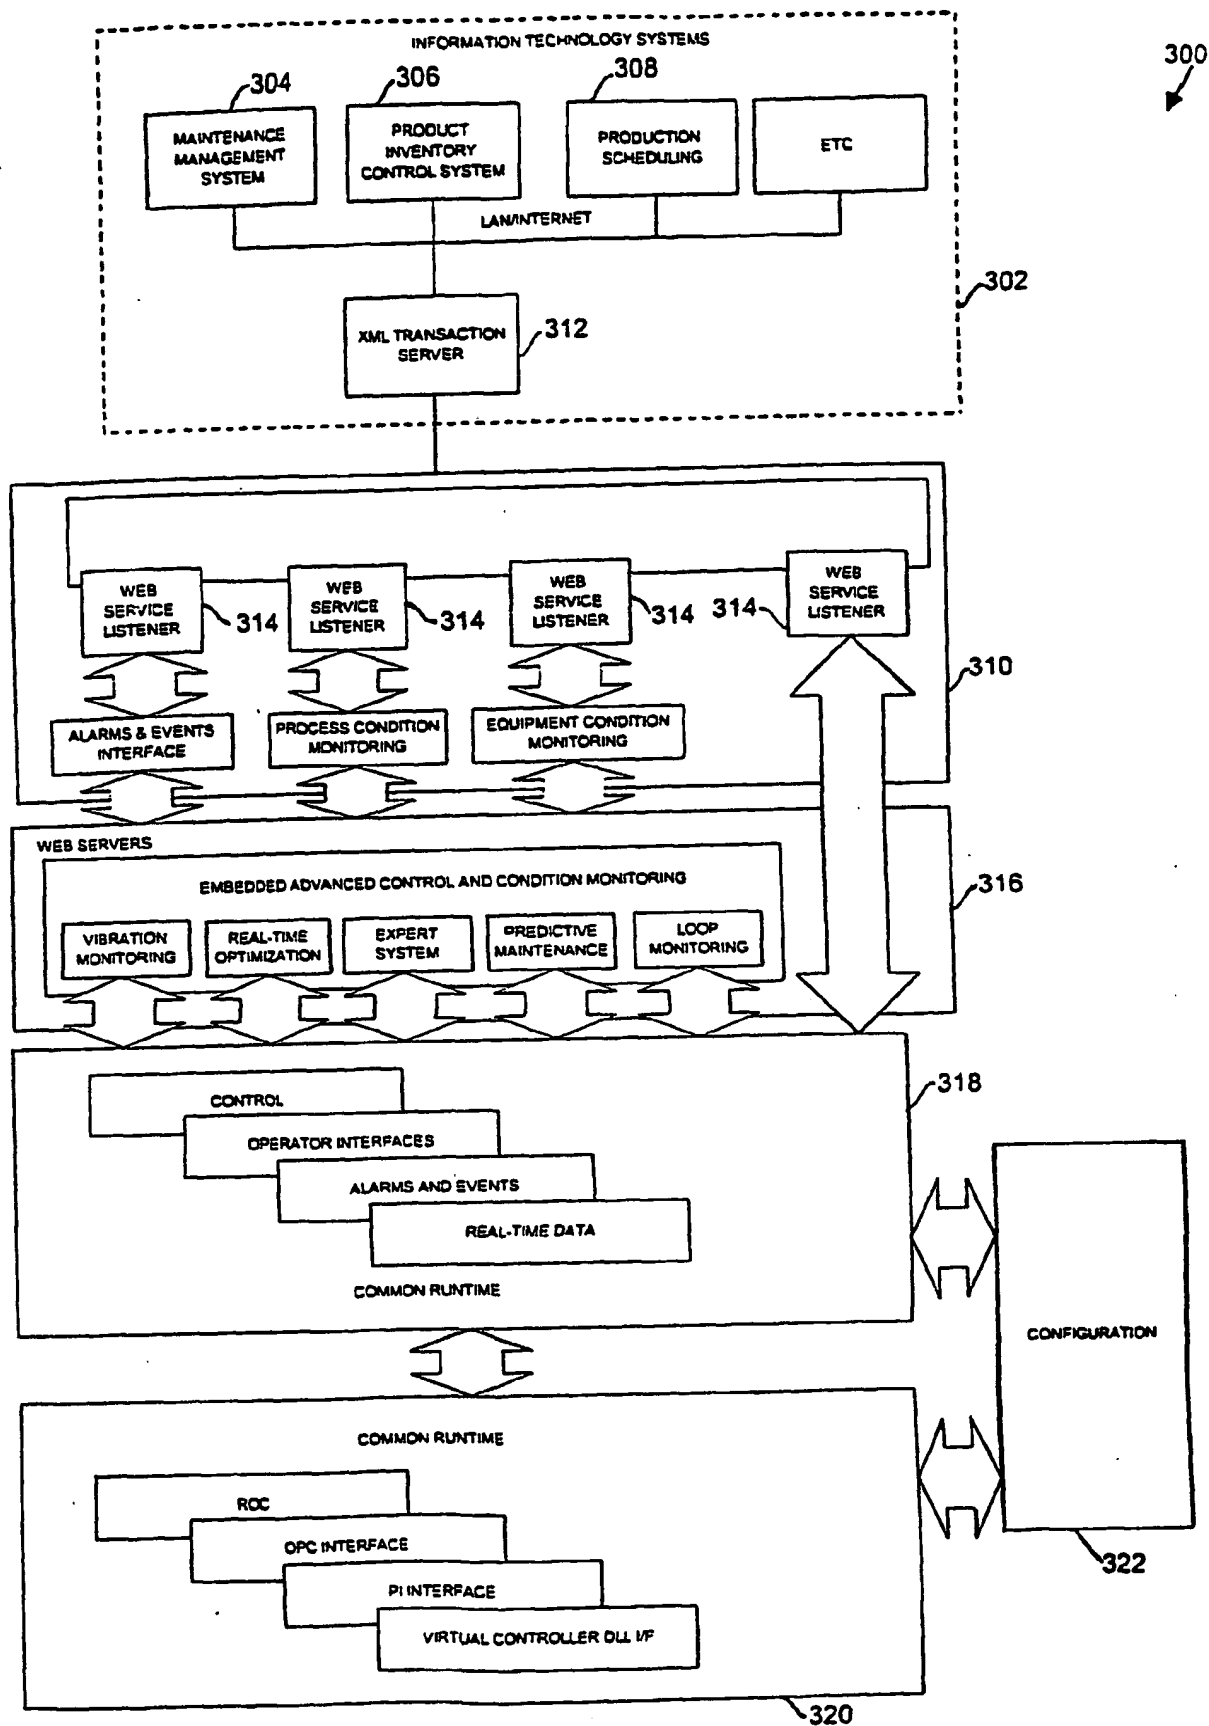 INFORMATION TECHNOLOGY SYSTEMS
300
304
306
308
MAINTENANCE
MANAGEMENT
SYSTEM
PRODUCT
INVENTORY
CONTROL SYSTEM
PRODUCTION
SCHEDULING
ETC
LAN/INTERNET
302
XML TRANSACTION
SERVER
312
WEB
SERVICE
LISTENER
314
WEB
SERVICE
LISTENER
314
WEB
SERVICE
LISTENER
314
314
WEB
SERVICE
LISTENER
310
ALARMS & EVENTS
INTERFACE
PROCESS CONDITION
MONITORING
EQUIPMENT CONDITION
MONITORING
WEB SERVERS
EMBEDDED ADVANCED CONTROL AND CONDITION MONITORING
316
VIBRATION
MONITORING
REAL-TIME
OPTIMIZATION
EXPERT
SYSTEM
PREDICTIVE
MAINTENANCE
LOOP
MONITORING
318
CONTROL
OPERATOR INTERFACES
ALARMS AND EVENTS
REAL-TIME DATA
COMMON RUNTIME
CONFIGURATION
322
COMMON RUNTIME
ROC
OPC INTERFACE
PI INTERFACE
VIRTUAL CONTROLLER DLL I/F
320